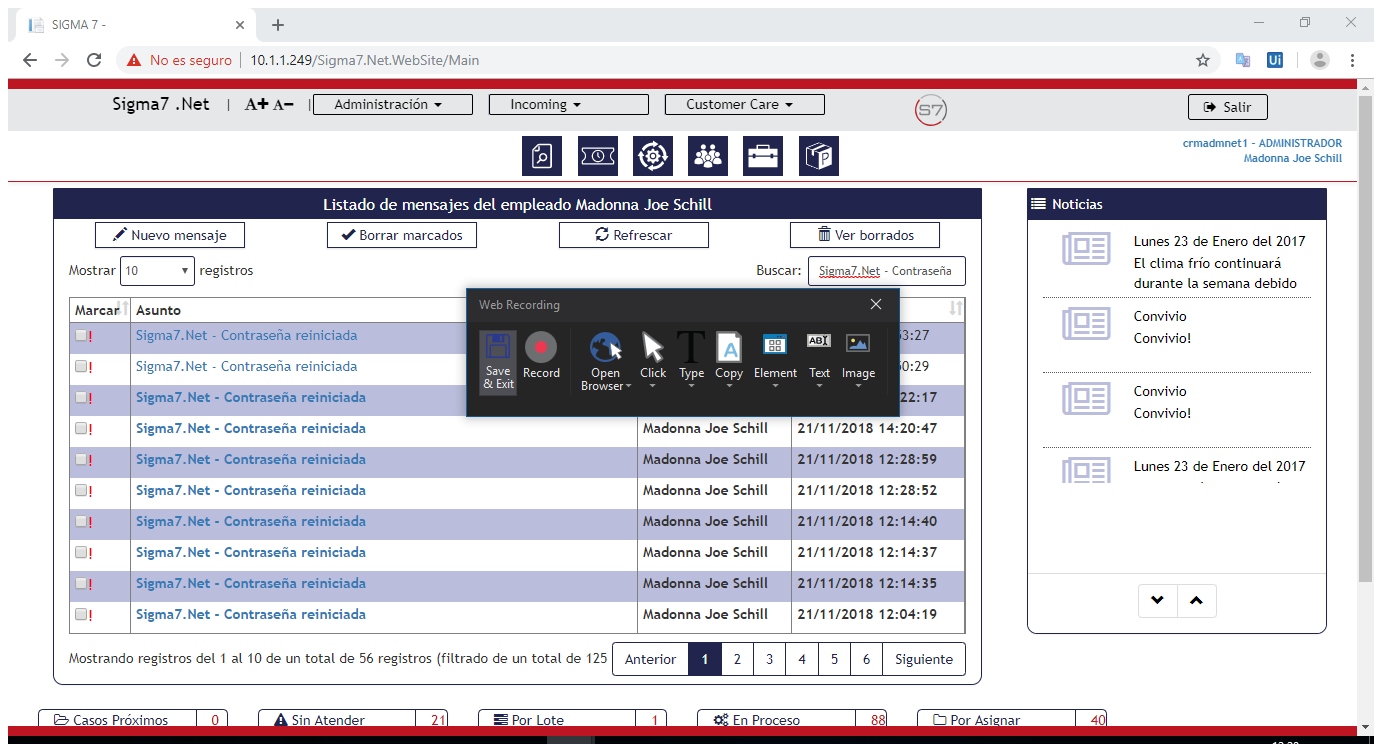 SIGMA 7 -
No es seguro | 10.1.1.249/Sigma7.Net.WebSite/Main
Ui
Sigma7 .Net | A+ A- | Administración Incoming Customer Care S7 Salir
crmadmnet1 - ADMINISTRADOR
Madonna Joe Schill
Listado de mensajes del empleado Madonna Joe Schill
Nuevo mensaje Borrar marcados Refrescar Ver borrados
Mostrar 10 registros Buscar: Sigma7.Net - Contraseña
Marcar Asunto
! Sigma7.Net - Contraseña reiniciada 53:27
! Sigma7.Net - Contraseña reiniciada 50:29
! Sigma7.Net - Contraseña reiniciada 22:17
! Sigma7.Net - Contraseña reiniciada Madonna Joe Schill 21/11/2018 14:20:47
! Sigma7.Net - Contraseña reiniciada Madonna Joe Schill 21/11/2018 12:28:59
! Sigma7.Net - Contraseña reiniciada Madonna Joe Schill 21/11/2018 12:28:52
! Sigma7.Net - Contraseña reiniciada Madonna Joe Schill 21/11/2018 12:14:40
! Sigma7.Net - Contraseña reiniciada Madonna Joe Schill 21/11/2018 12:14:37
! Sigma7.Net - Contraseña reiniciada Madonna Joe Schill 21/11/2018 12:14:35
! Sigma7.Net - Contraseña reiniciada Madonna Joe Schill 21/11/2018 12:04:19
Mostrando registros del 1 al 10 de un total de 56 registros (filtrado de un total de 125
Anterior 1 2 3 4 5 6 Siguiente
Web Recording
Save & Exit
Record
Open Browser
Click
Type
Copy
Element
Text
Image
Noticias
Lunes 23 de Enero del 2017
El clima frío continuará
durante la semana debido
Convivio
Convivio!
Convivio
Convivio!
Lunes 23 de Enero del 2017
Casos Próximos 0
Sin Atender 21
Por Lote 1
En Proceso 88
Por Asignar 40